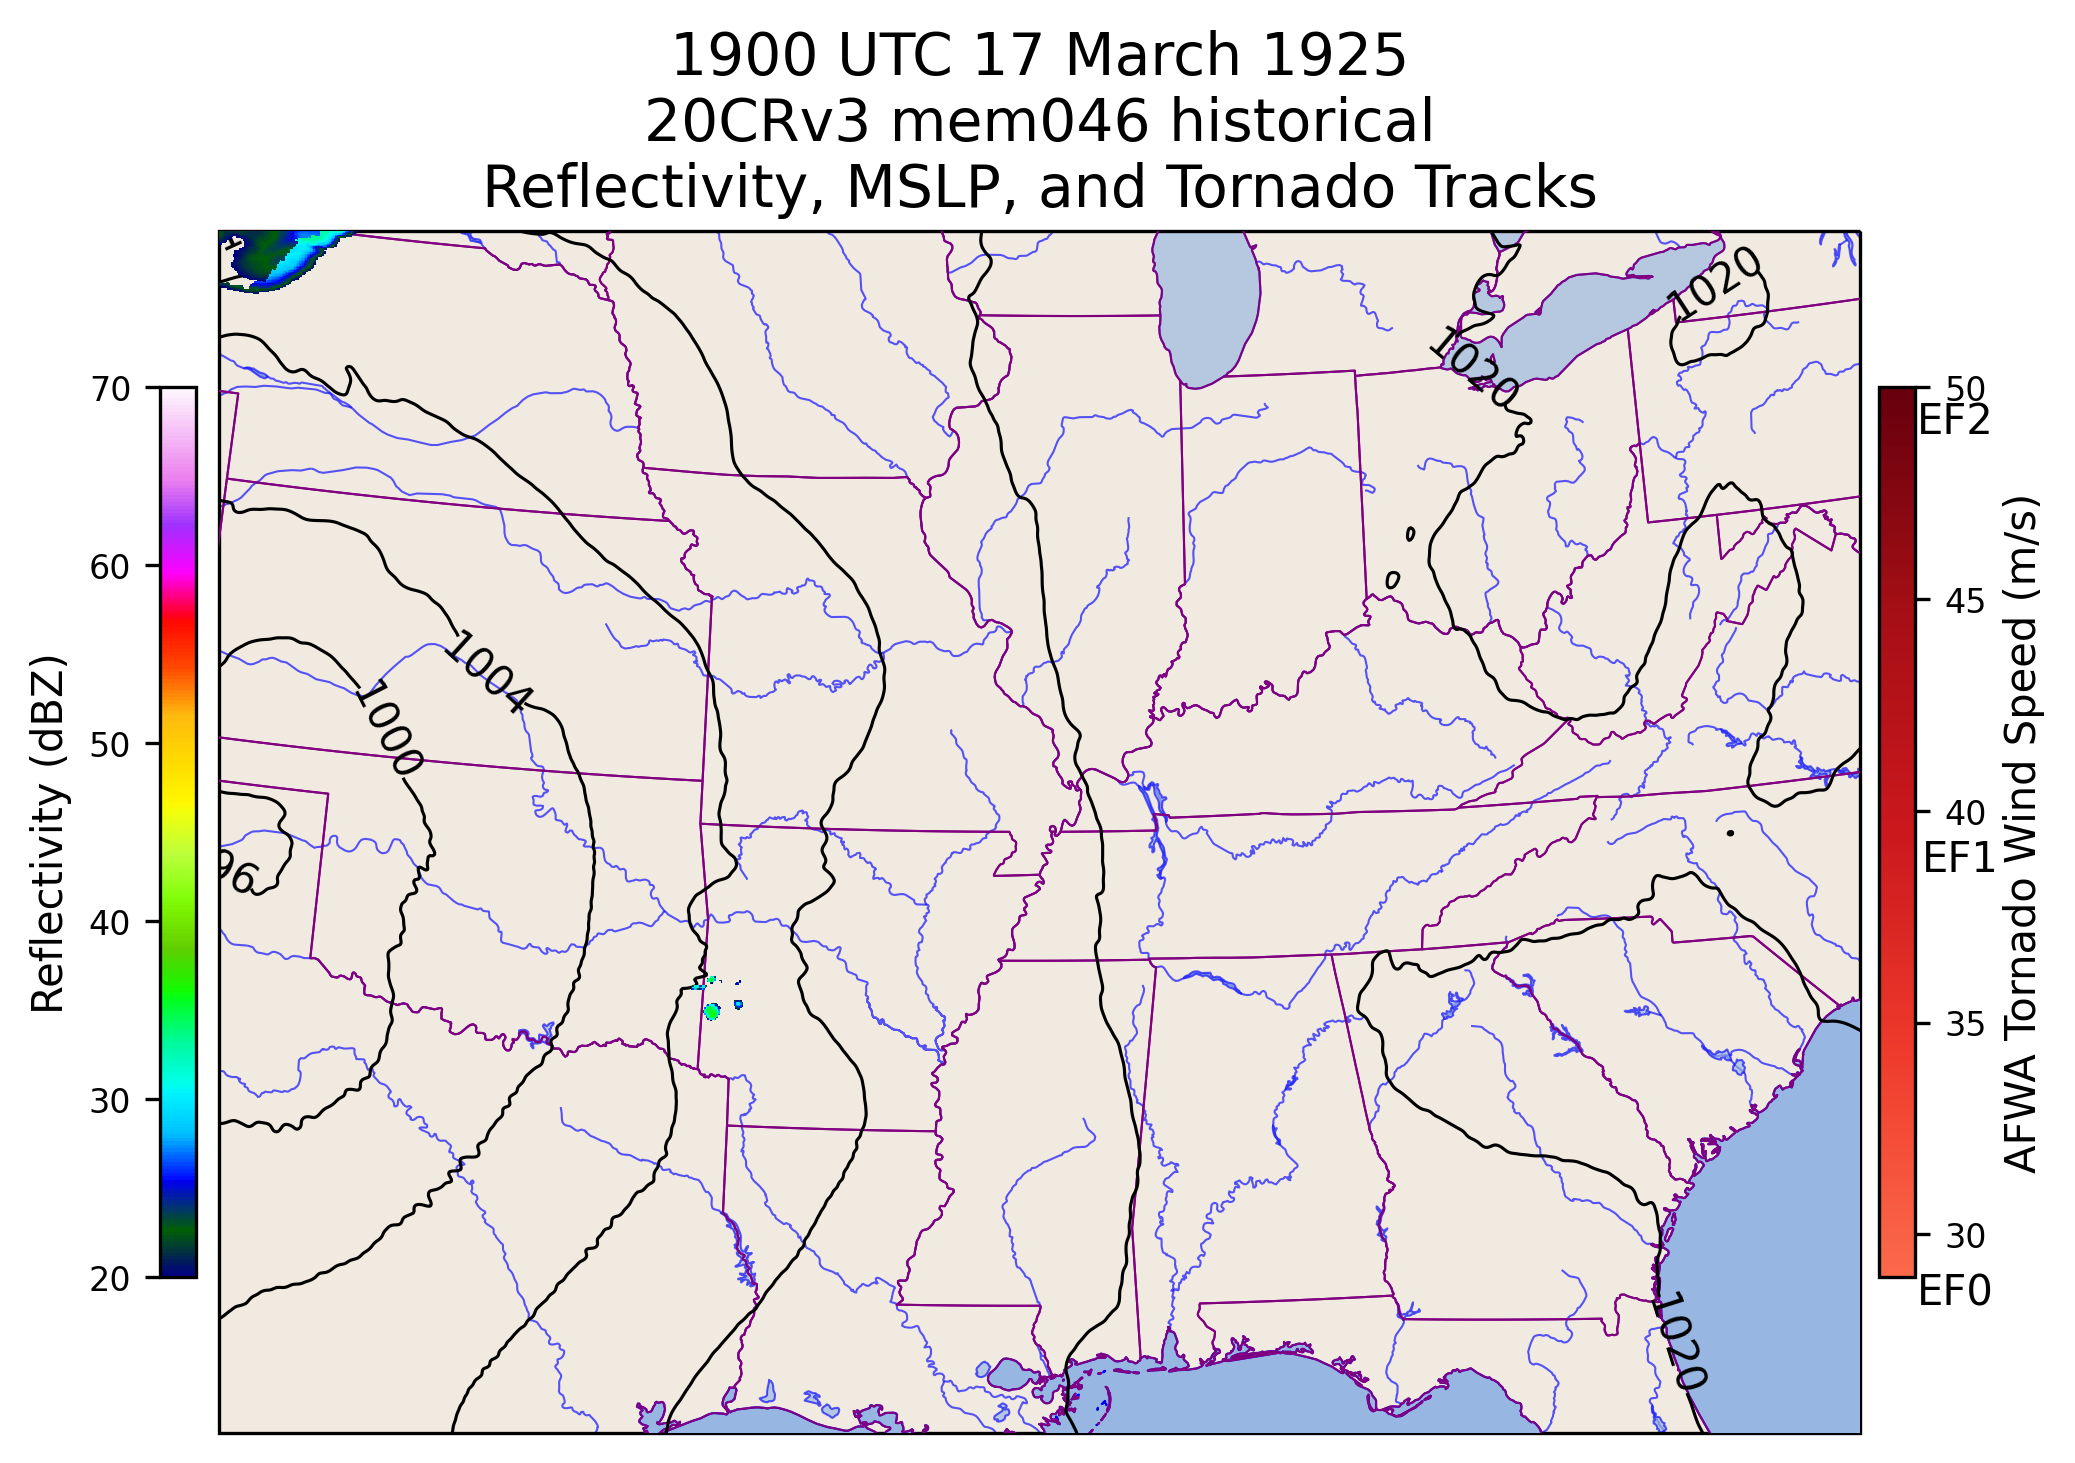 1900 UTC 17 March 1925
20CRv3 mem046 historical
Reflectivity, MSLP, and Tornado Tracks
1020
1020
1004
1000
96
1020
70
60
50
40
30
20
Reflectivity (dBZ)
50
EF2
45
40
EF1
35
30
EF0
AFWA Tornado Wind Speed (m/s)